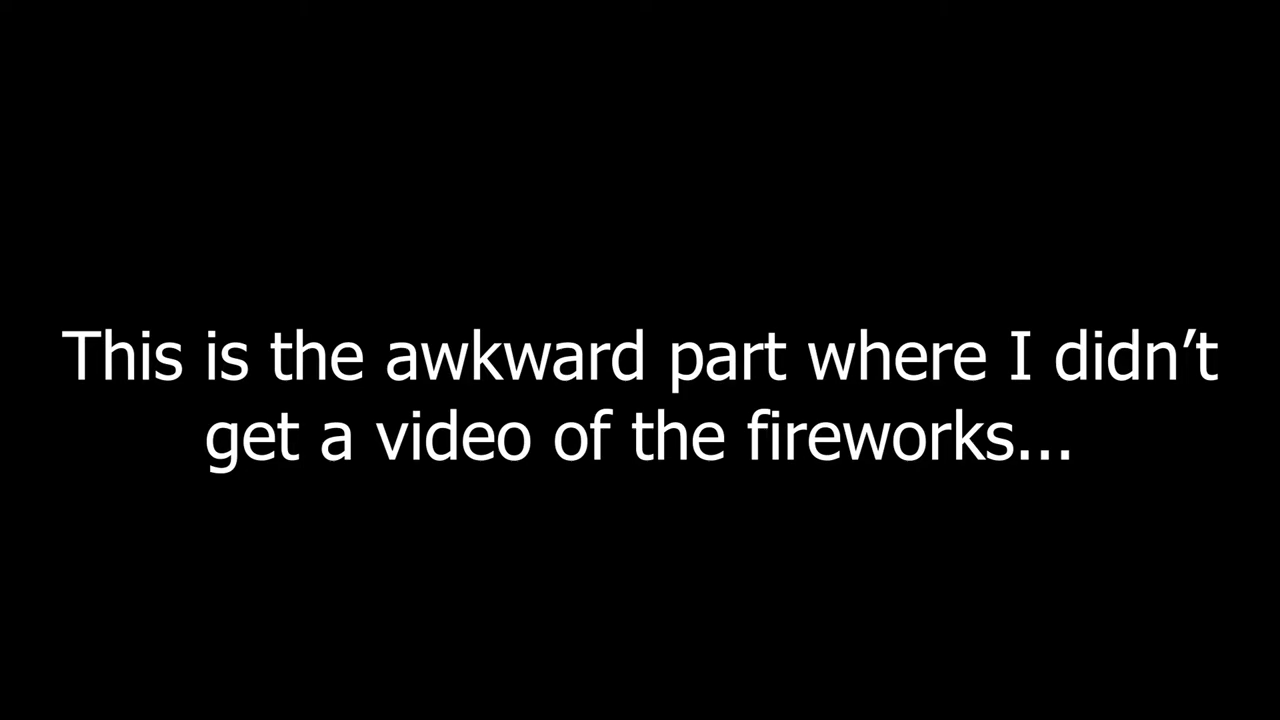 This is the awkward part where I didn’t
get a video of the fireworks...